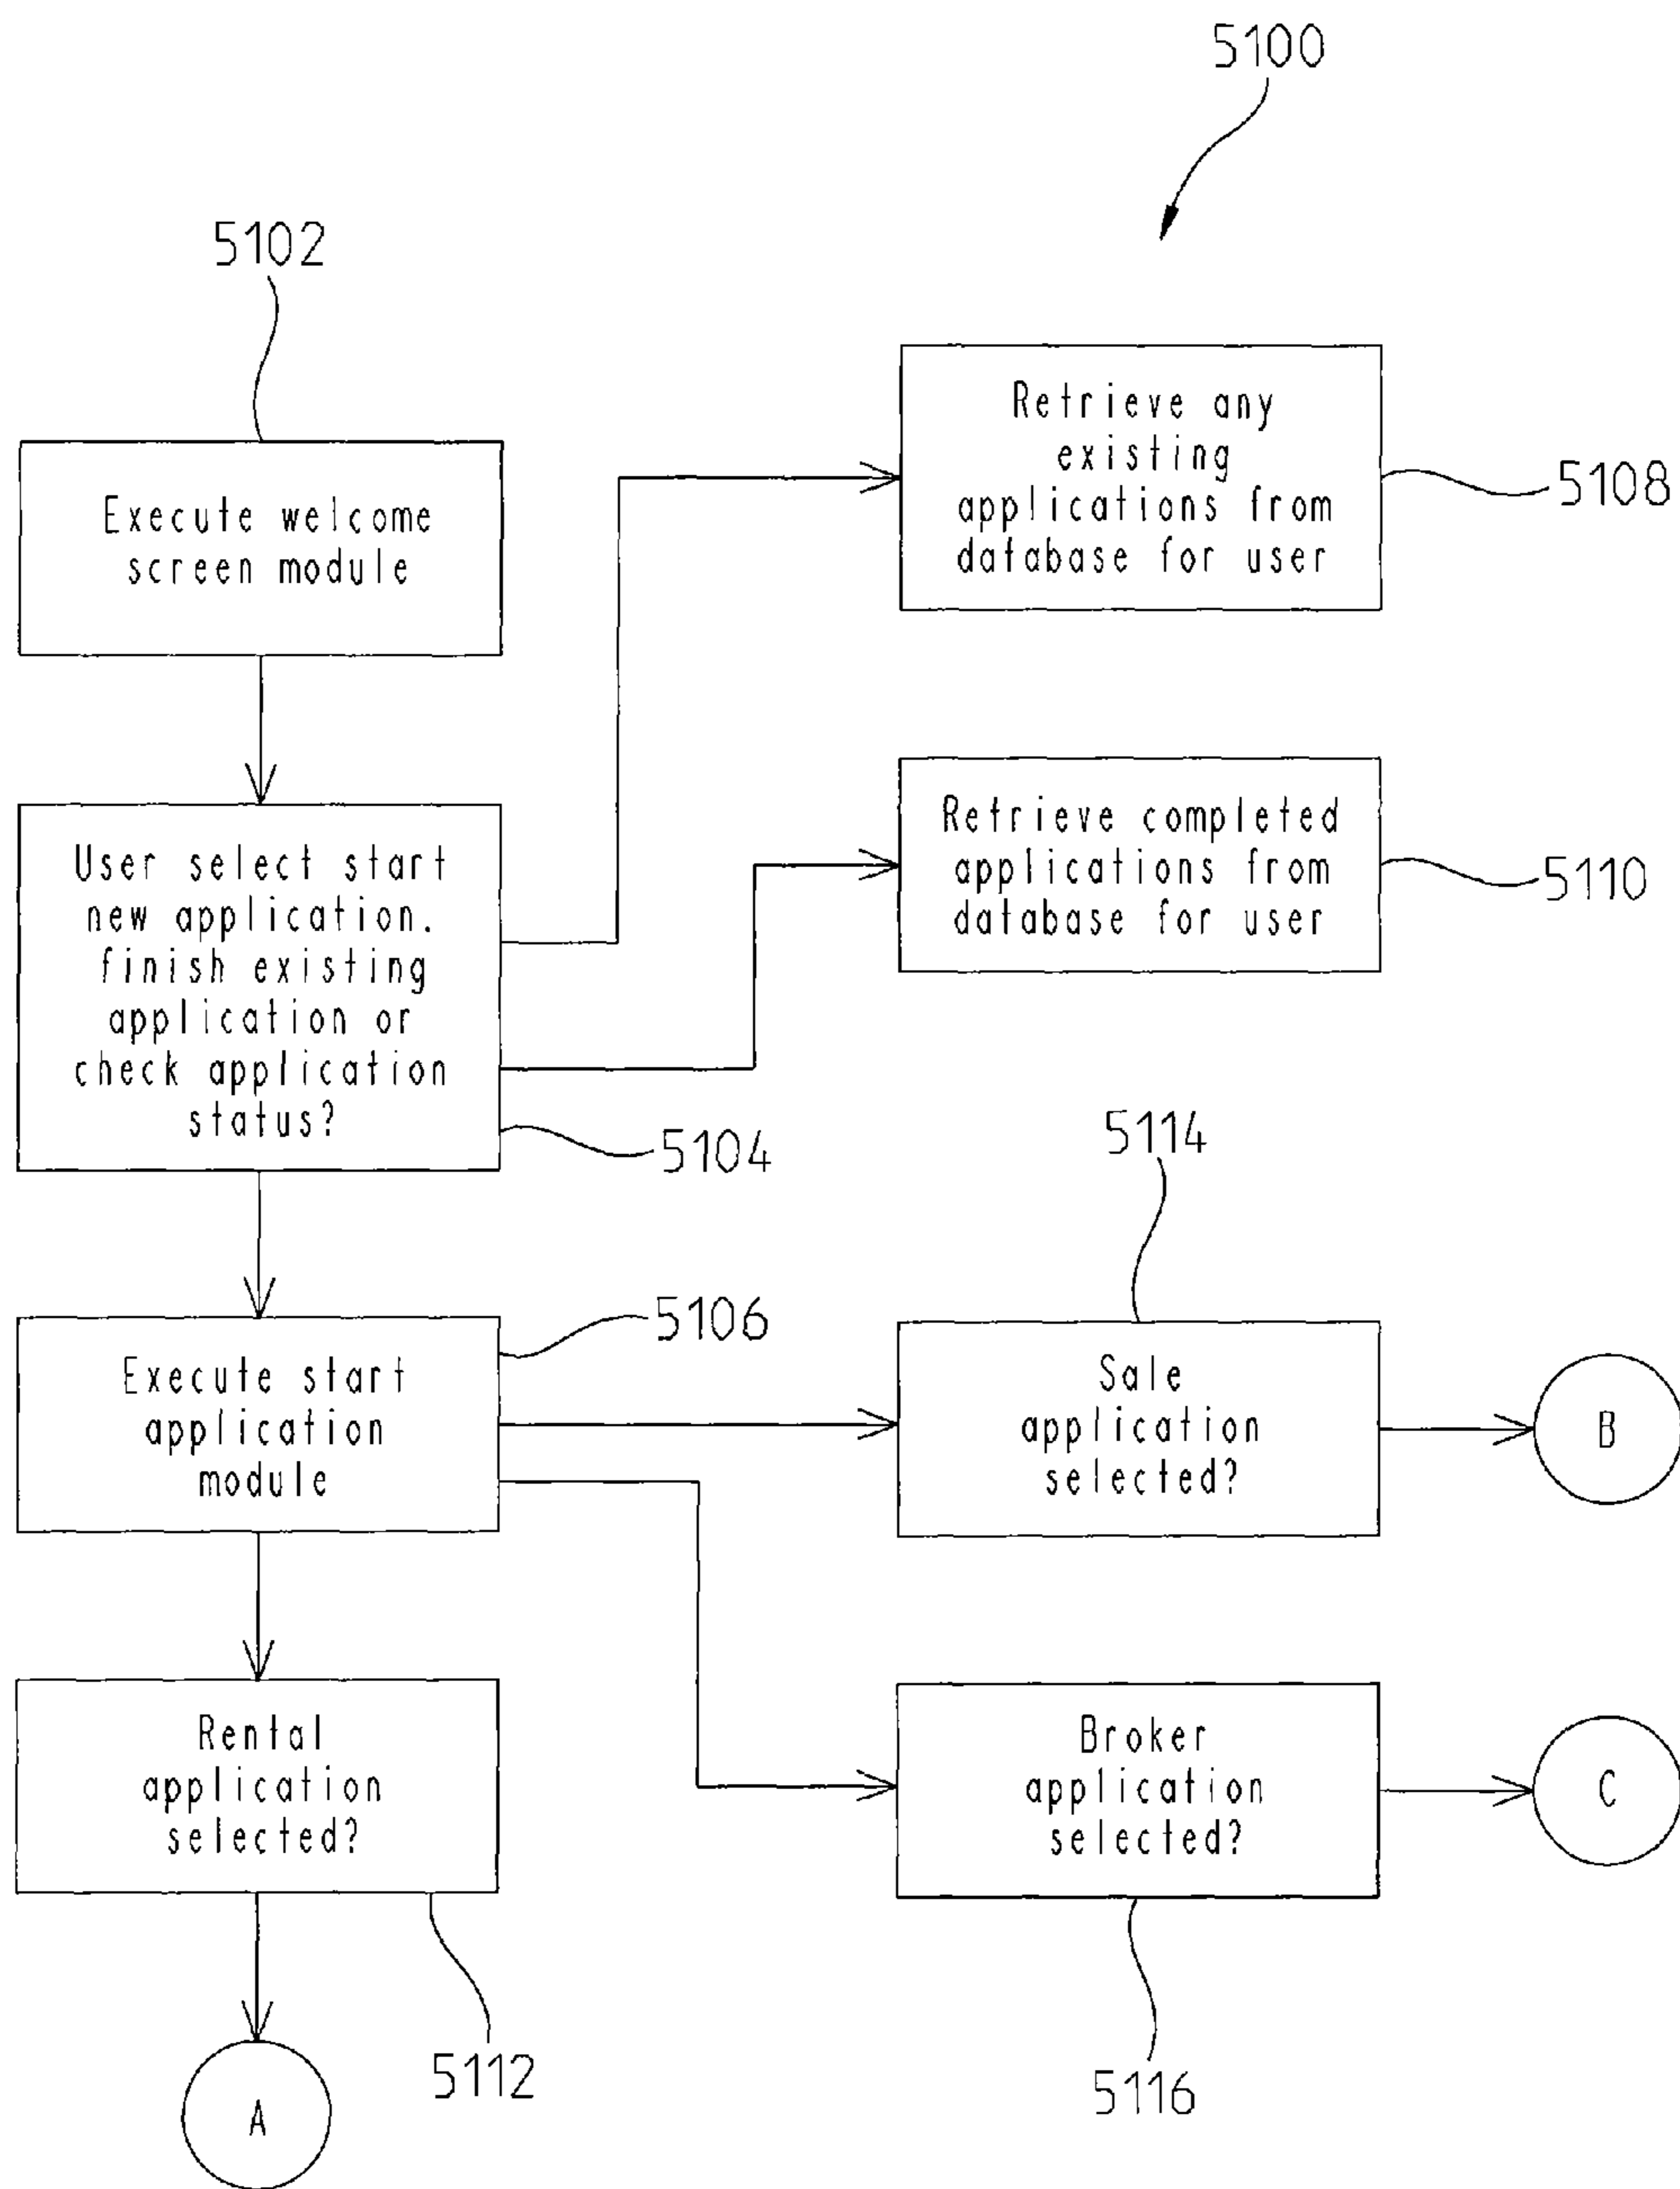 5100
5102
Execute welcome
screen module
Retrieve any
existing
applications from
database for user
5108
User select start
new application.
finish existing
application or
check application
status?
5104
Retrieve completed
applications from
database for user
5110
5106
Execute start
application
module
5114
Sale
application
selected?
B
Rental
application
selected?
5112
A
Broker
application
selected?
5116
C